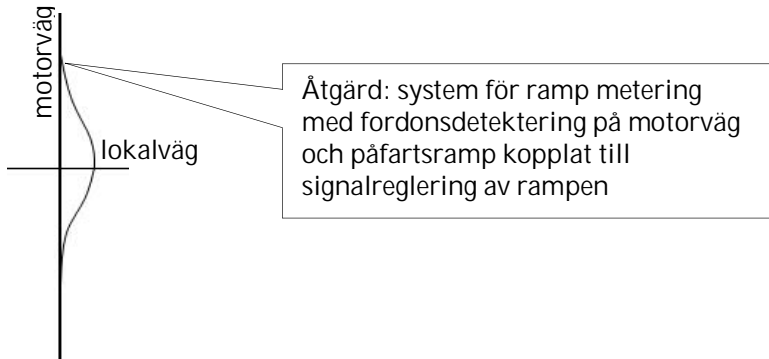 motorväg
lokalväg
Åtgärd: system för ramp metering
med fordonsdetektering på motorväg
och påfartsramp kopplat till
signalreglering av rampen